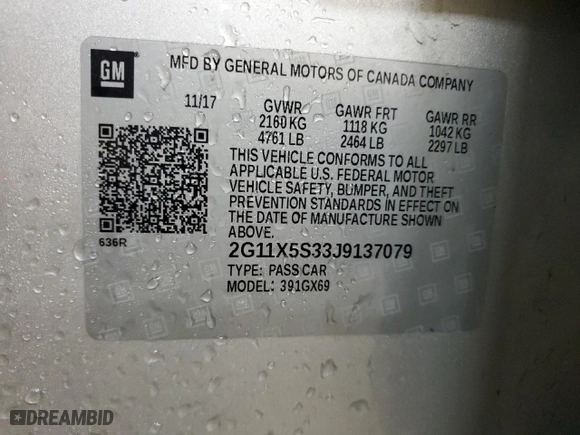 GM
MFD BY GENERAL MOTORS OF CANADA COMPANY
11/17 GVWR GAWR FRT GAWR RR
2160 KG 1118 KG 1042 KG
4761 LB 2464 LB 2297 LB
THIS VEHICLE CONFORMS TO ALL
APPLICABLE U.S. FEDERAL MOTOR
VEHICLE SAFETY, BUMPER, AND THEFT
PREVENTION STANDARDS IN EFFECT ON
THE DATE OF MANUFACTURE SHOWN
ABOVE.
636R
2G11X5S33J9137079
TYPE: PASS CAR
MODEL: 391GX69
DREAMBID